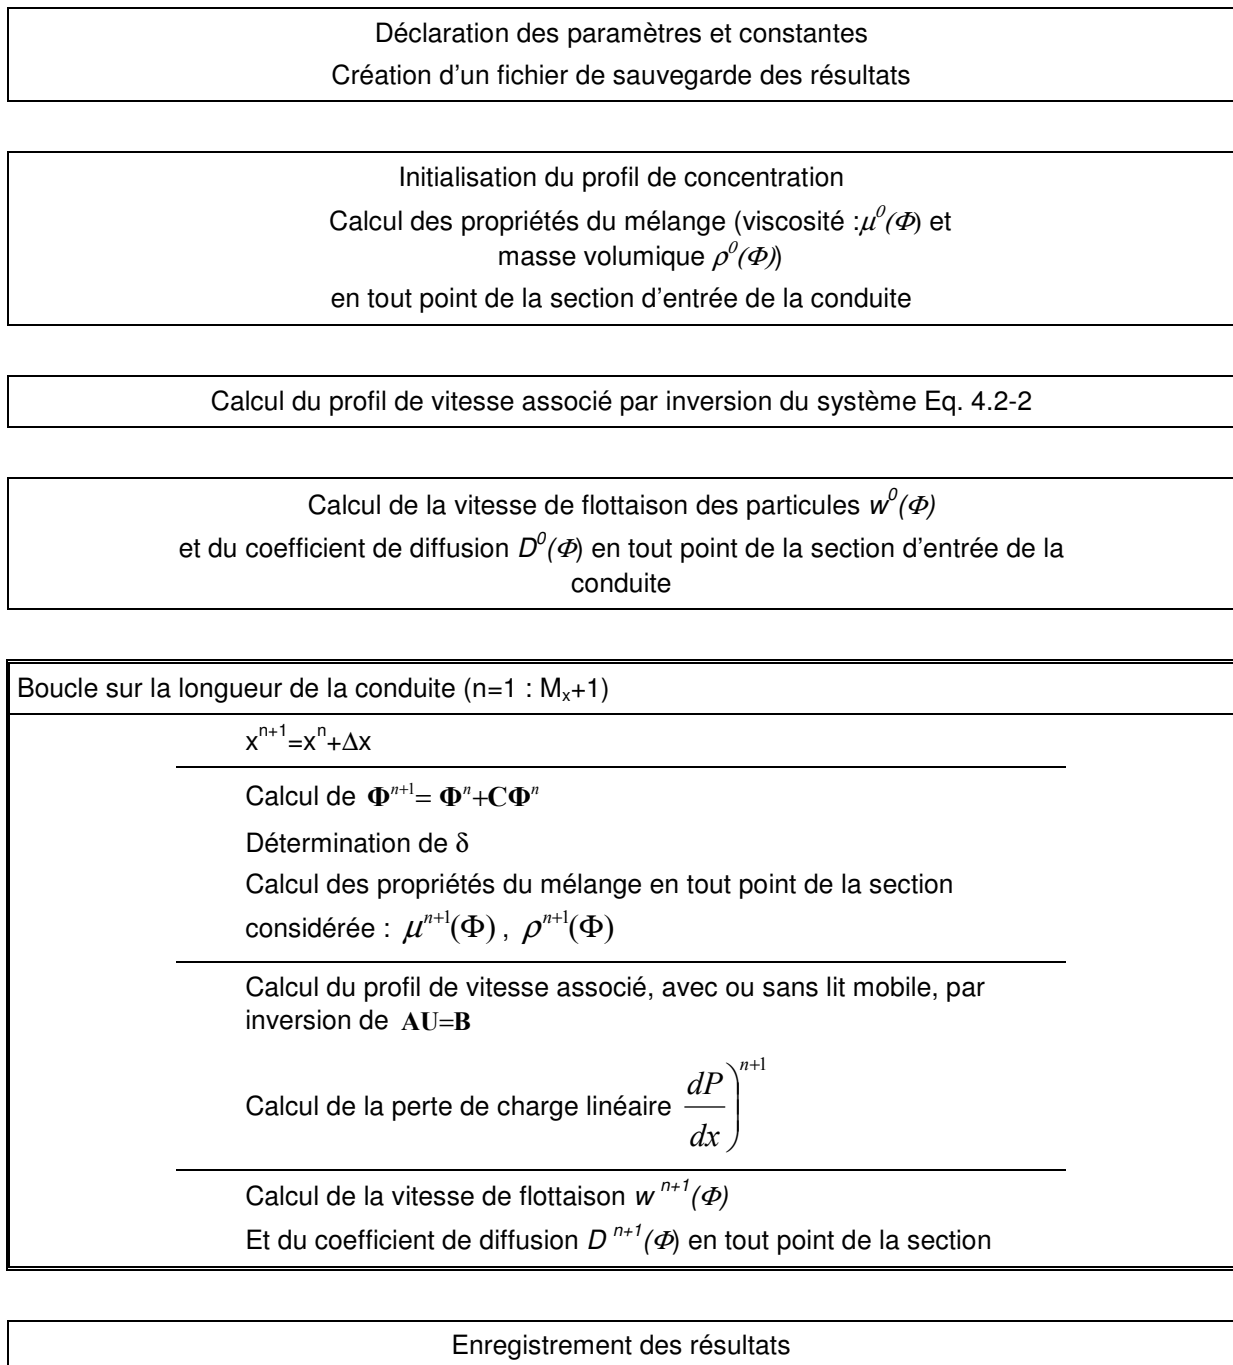 Déclaration des paramètres et constantes
Création d'un fichier de sauvegarde des résultats
Initialisation du profil de concentration
Calcul des propriétés du mélange (viscosité :μ⁰(Φ) et
masse volumique ρ⁰(Φ))
en tout point de la section d'entrée de la conduite
Calcul du profil de vitesse associé par inversion du système Eq. 4.2-2
Calcul de la vitesse de flottaison des particules w⁰(Φ)
et du coefficient de diffusion D⁰(Φ) en tout point de la section d'entrée de la
conduite
Boucle sur la longueur de la conduite (n=1 : Mₓ+1)
xⁿ⁺¹=xⁿ+Δx
Calcul de Φⁿ⁺¹= Φⁿ+CΦⁿ
Détermination de δ
Calcul des propriétés du mélange en tout point de la section
considérée : μⁿ⁺¹(Φ) , ρⁿ⁺¹(Φ)
Calcul du profil de vitesse associé, avec ou sans lit mobile, par
inversion de AU=B
Calcul de la perte de charge linéaire dP/dx)ⁿ⁺¹
Calcul de la vitesse de flottaison w ⁿ⁺¹(Φ)
Et du coefficient de diffusion D ⁿ⁺¹(Φ) en tout point de la section
Enregistrement des résultats